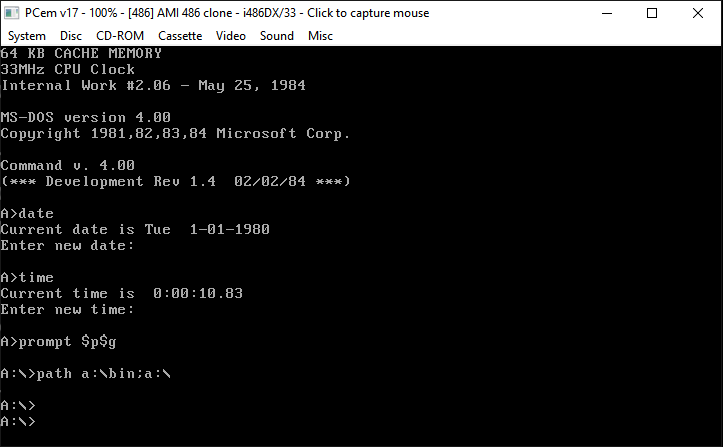 PCem v17 - 100% - [486] AMI 486 clone - i486DX/33 - Click to capture mouse
System Disc CD-ROM Cassette Video Sound Misc
64 KB CACHE MEMORY
33MHz CPU Clock
Internal Work #2.06 - May 25, 1984
MS-DOS version 4.00
Copyright 1981,82,83,84 Microsoft Corp.
Command v. 4.00
(*** Development Rev 1.4  02/02/84 ***)
A>date
Current date is Tue  1-01-1980
Enter new date:
A>time
Current time is  0:00:10.83
Enter new time:
A>prompt $p$g
A:\>path a:\bin;a:\
A:\>
A:\>